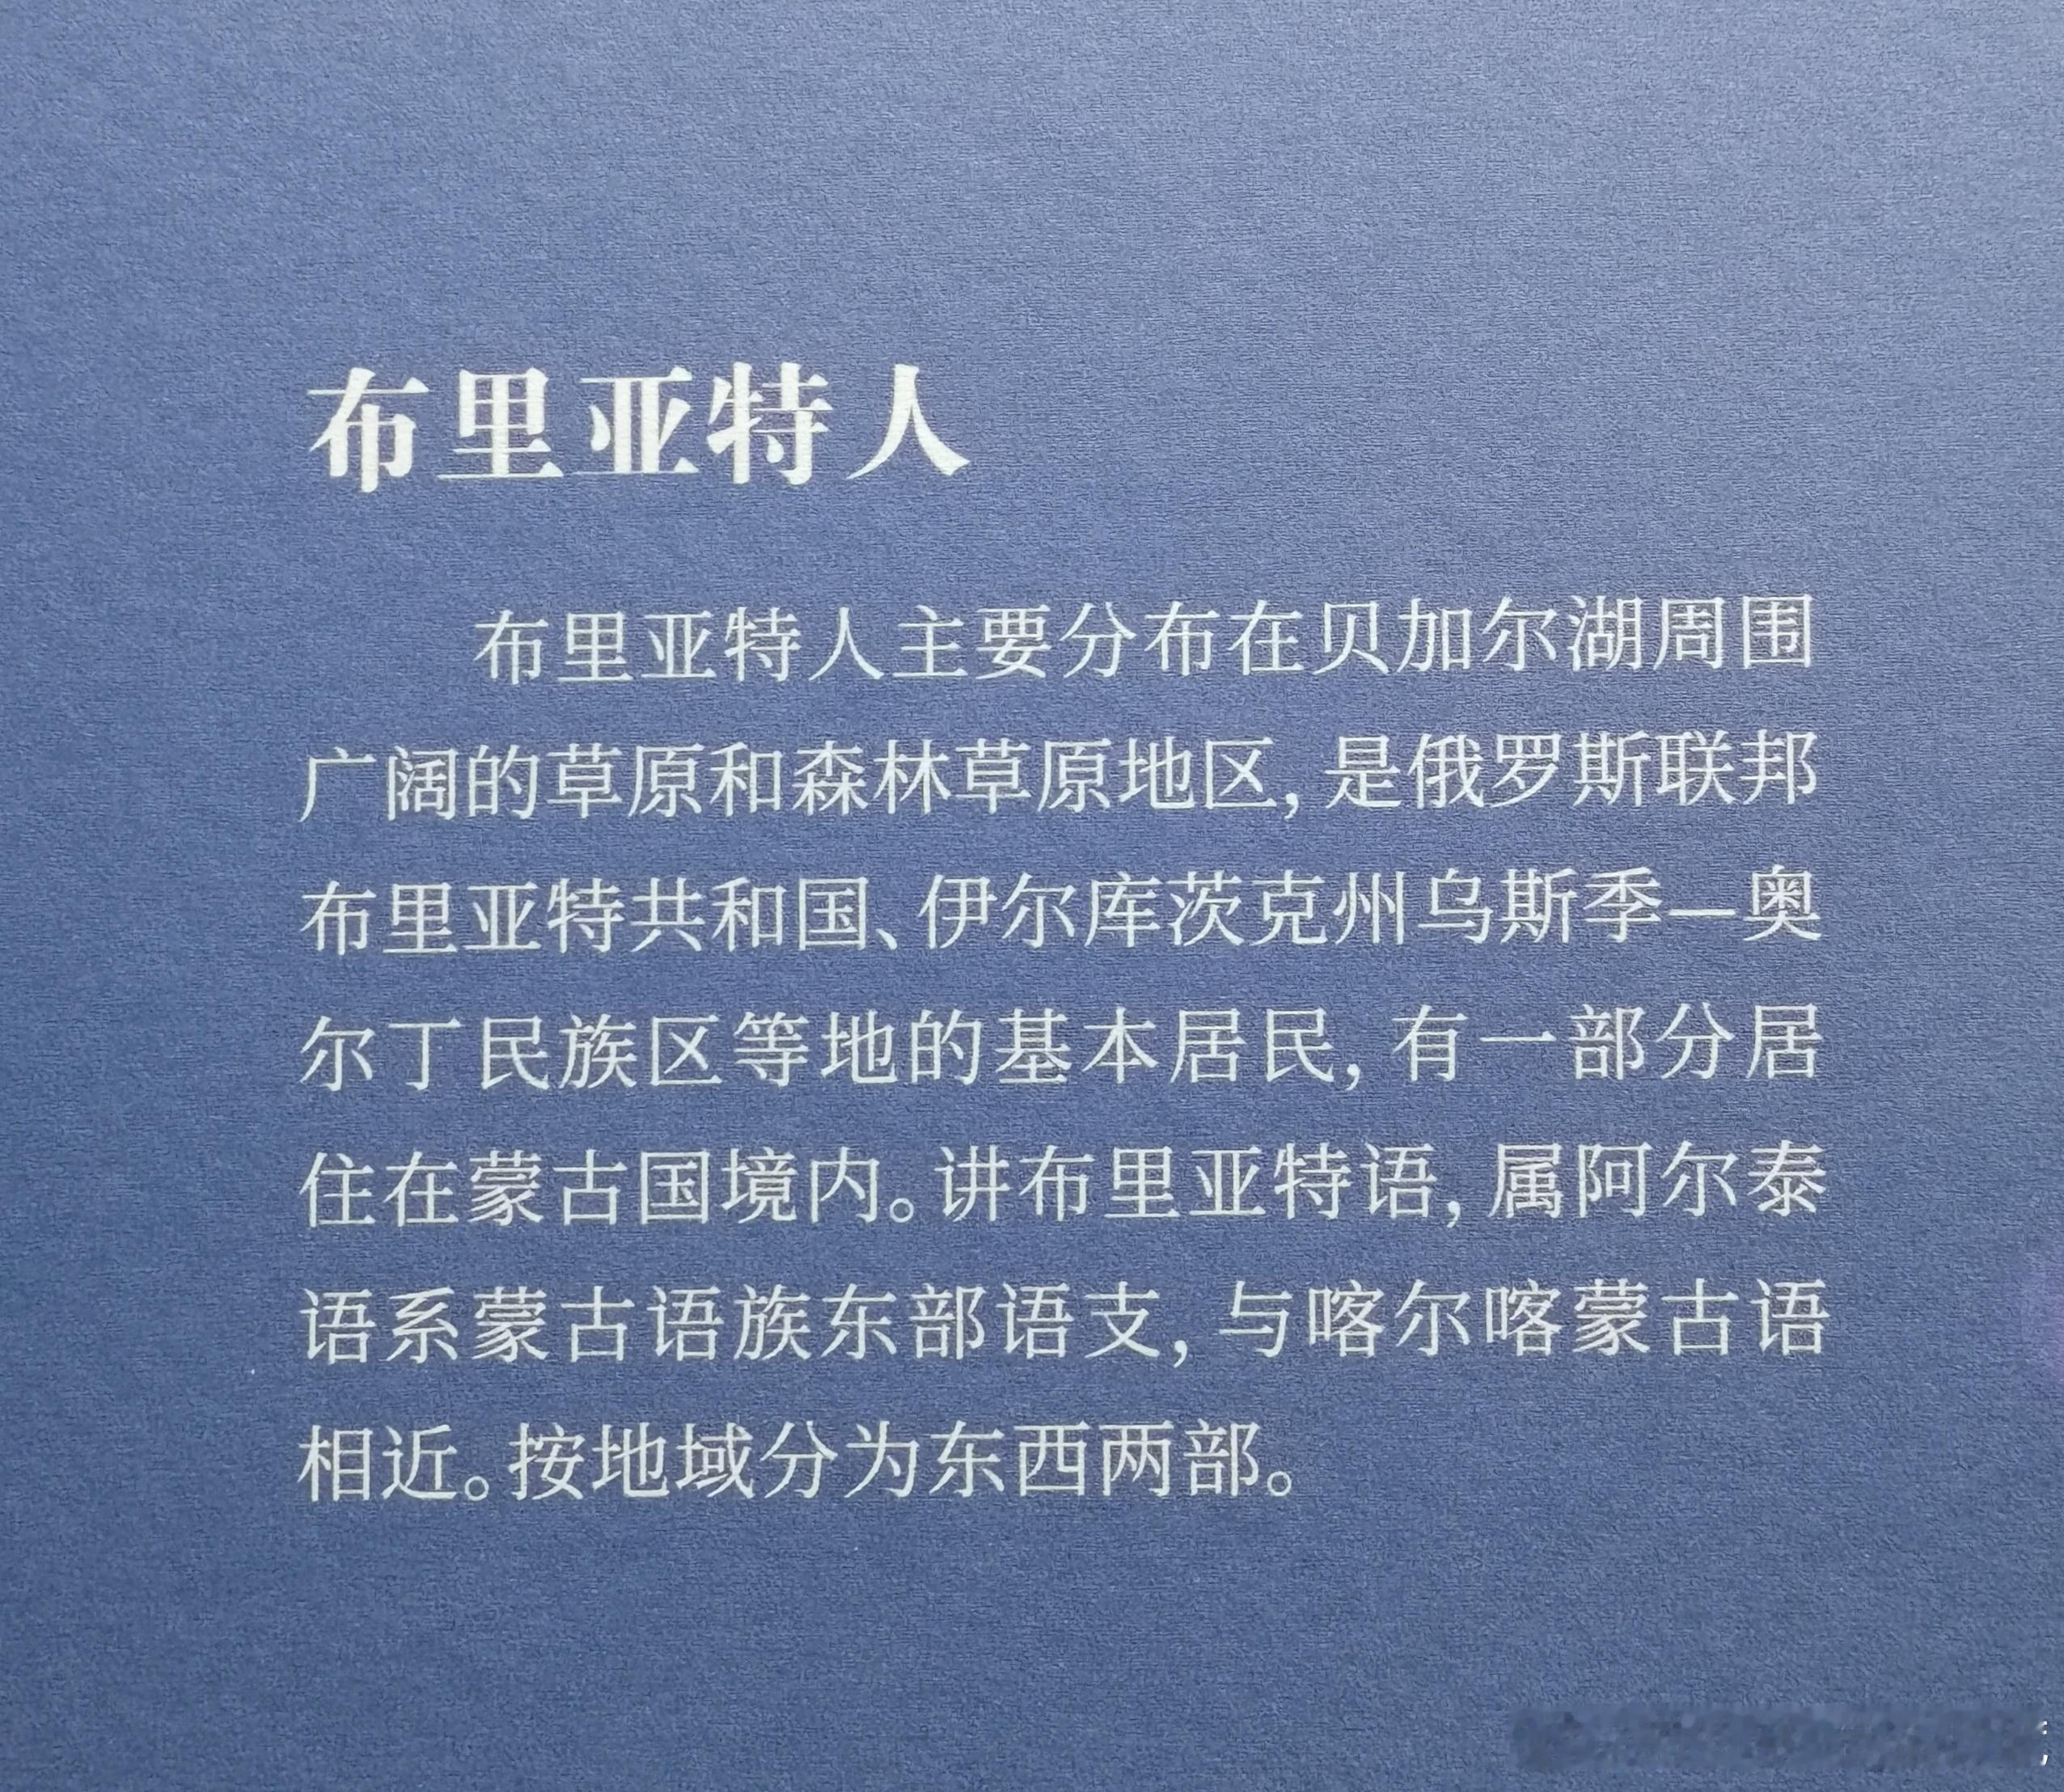 布里亚特人
布里亚特人主要分布在贝加尔湖周围
广阔的草原和森林草原地区，是俄罗斯联邦
布里亚特共和国、伊尔库茨克州乌斯季—奥
尔丁民族区等地的基本居民，有一部分居
住在蒙古国境内。讲布里亚特语，属阿尔泰
语系蒙古语族东部语支，与喀尔喀蒙古语
相近。按地域分为东西两部。